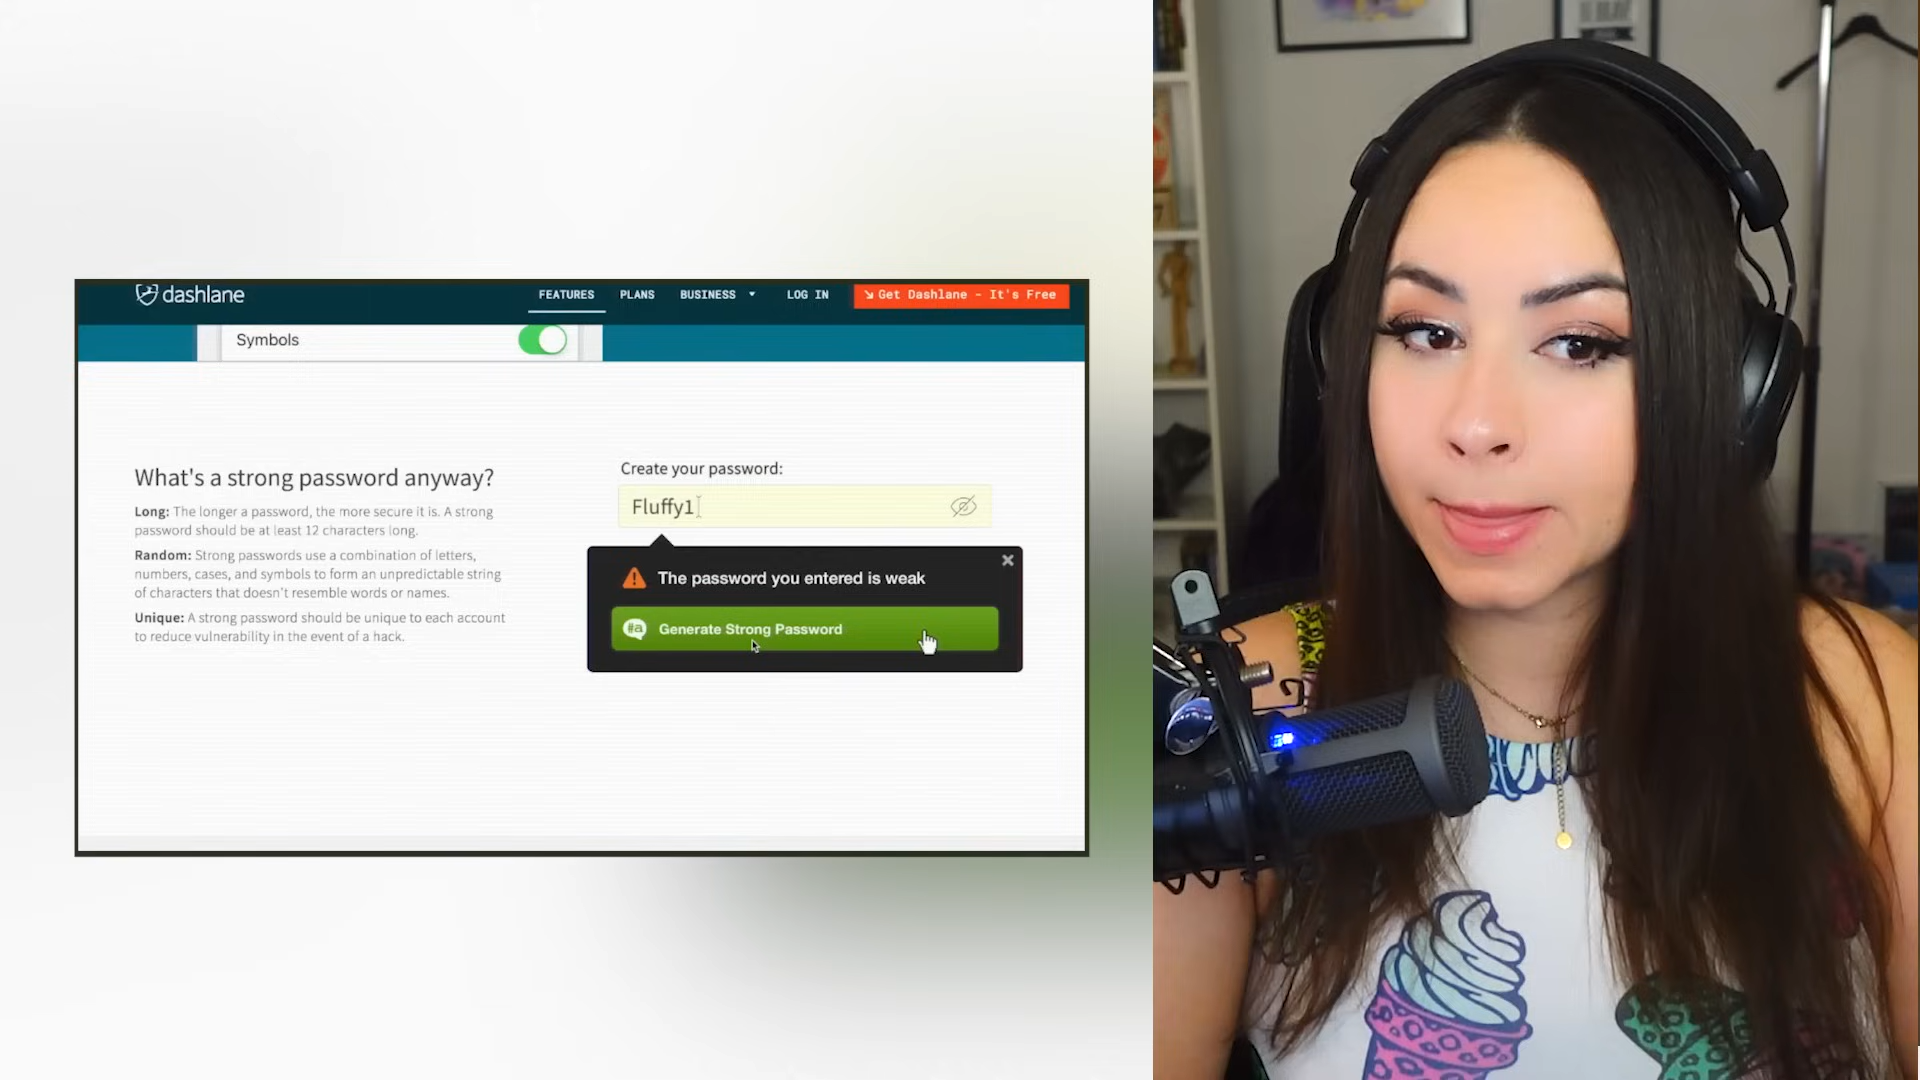 dashlane
FEATURES PLANS BUSINESS LOG IN Get Dashlane - It's Free
Symbols
What's a strong password anyway?
Long: The longer a password, the more secure it is. A strong
password should be at least 12 characters long.
Random: Strong passwords use a combination of letters,
numbers, cases, and symbols to form an unpredictable string
of characters that doesn't resemble words or names.
Unique: A strong password should be unique to each account
to reduce vulnerability in the event of a hack.
Create your password:
Fluffy1
The password you entered is weak
#a Generate Strong Password